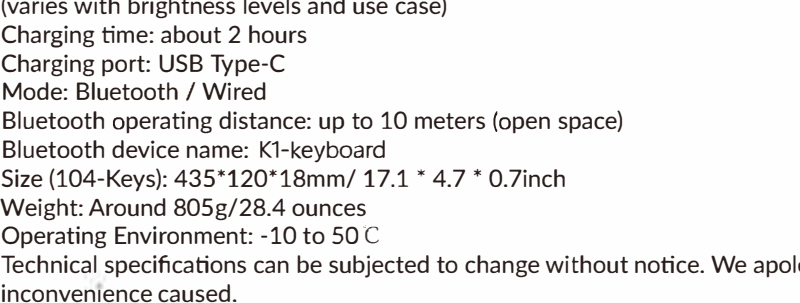 (varies with brightness levels and use case)
Charging time: about 2 hours
Charging port: USB Type-C
Mode: Bluetooth / Wired
Bluetooth operating distance: up to 10 meters (open space)
Bluetooth device name: K1-keyboard
Size (104-Keys): 435*120*18mm/ 17.1 * 4.7 * 0.7inch
Weight: Around 805g/28.4 ounces
Operating Environment: -10 to 50℃
Technical specifications can be subjected to change without notice. We
inconvenience caused.